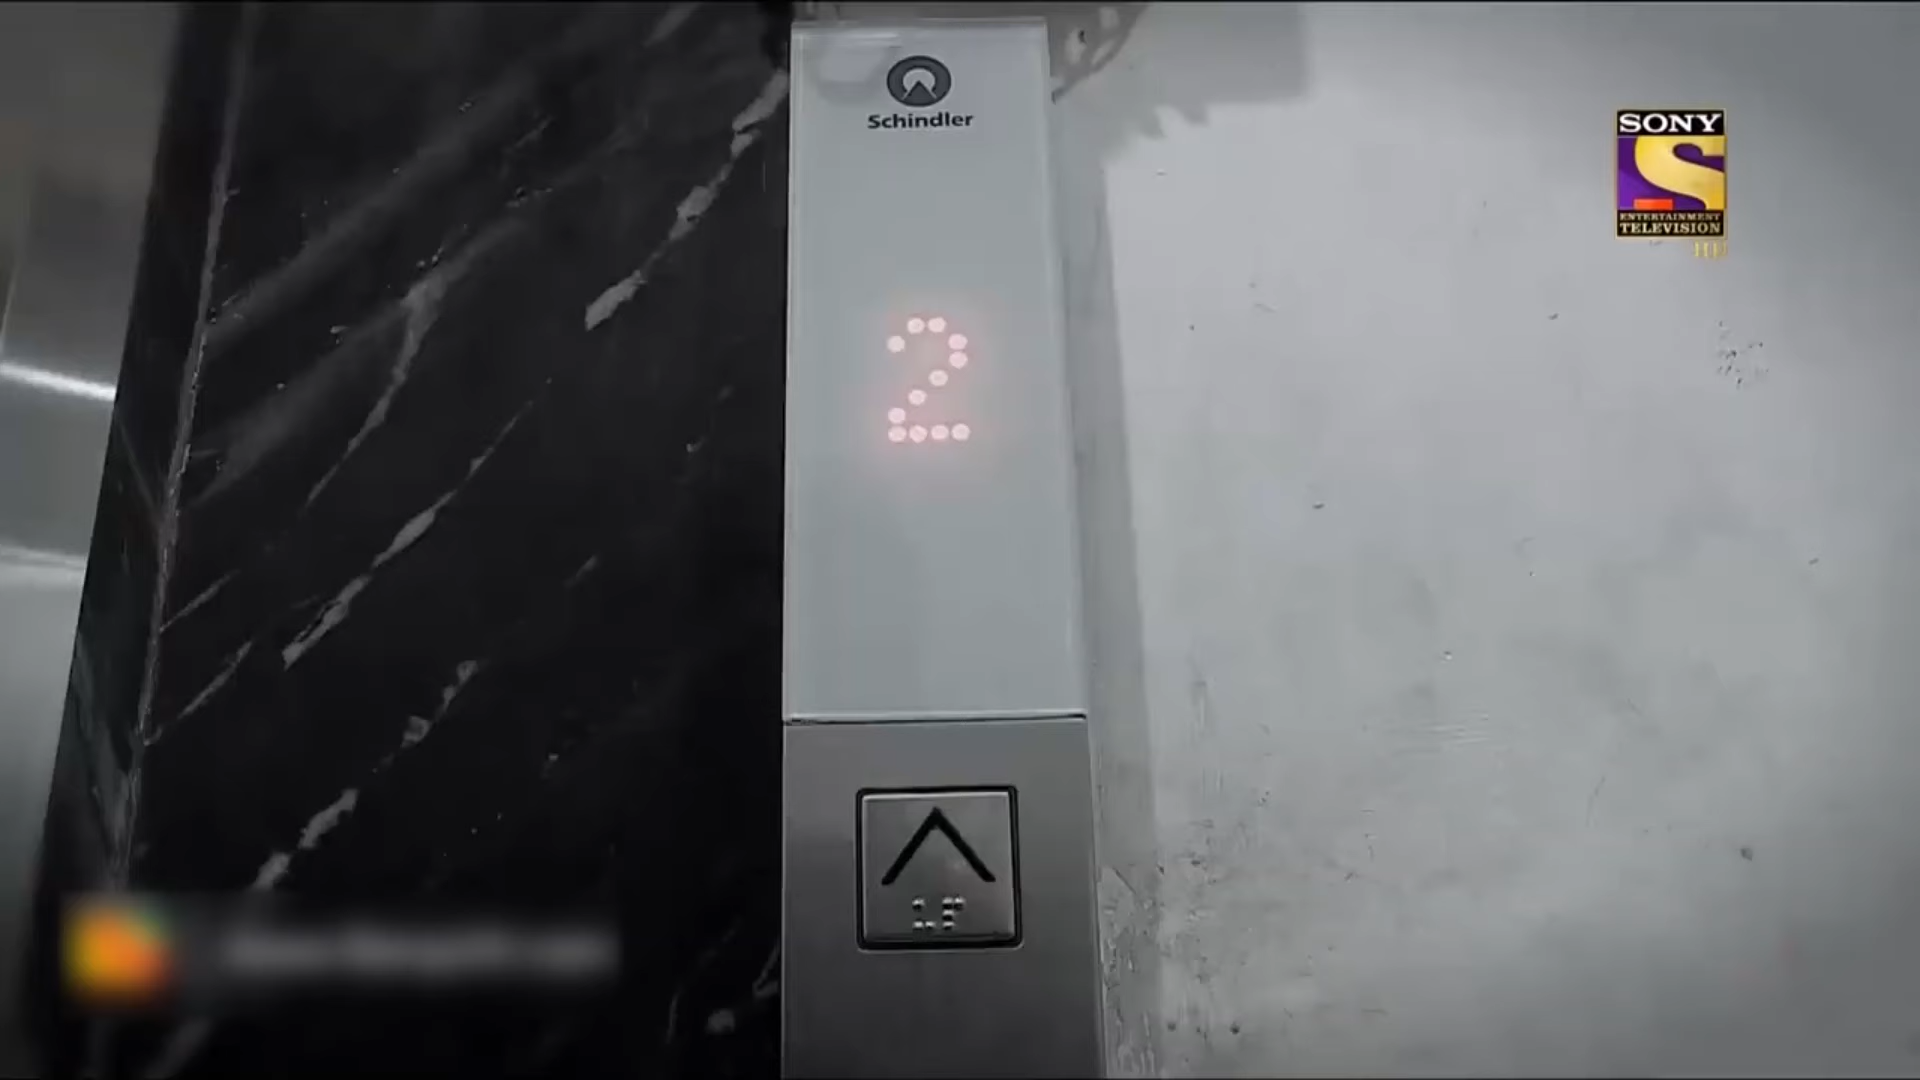 Schindler
2
SONY
ENTERTAINMENT
TELEVISION
HD